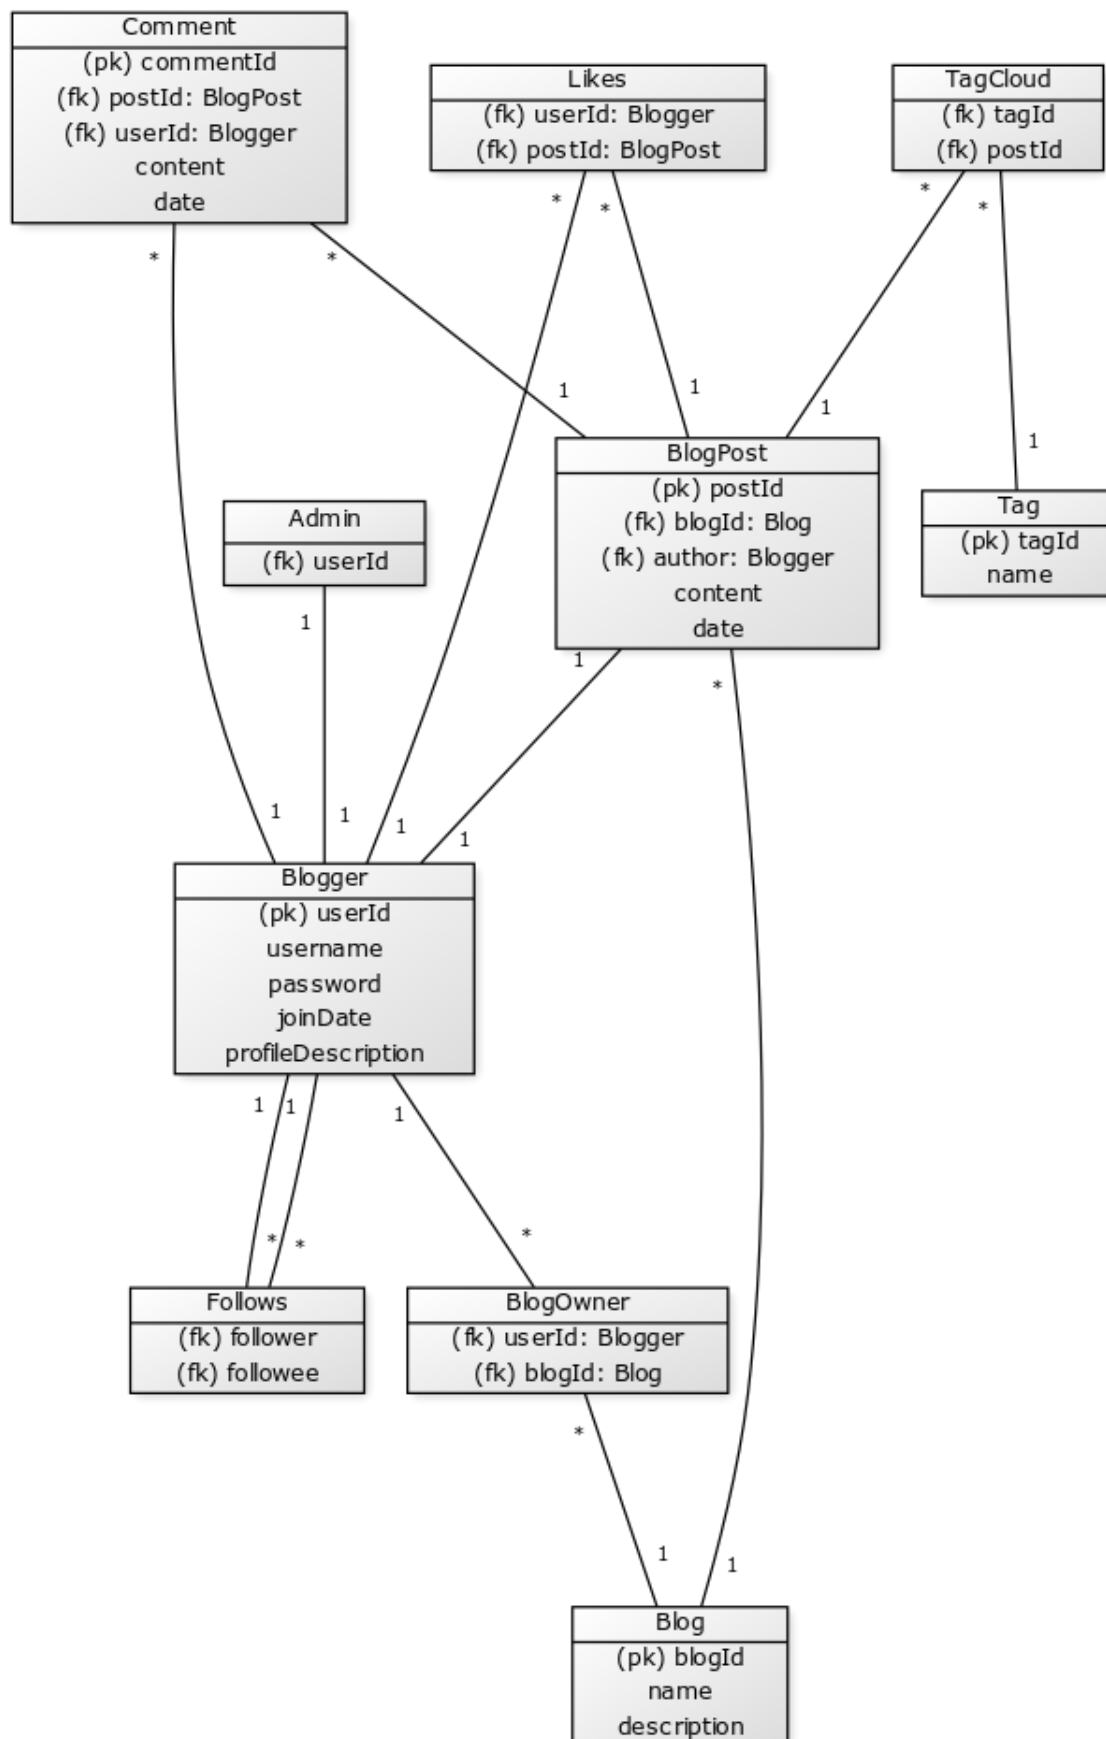 Comment
(pk) commentId
(fk) postId: BlogPost
(fk) userId: Blogger
content
date
Likes
(fk) userId: Blogger
(fk) postId: BlogPost
TagCloud
(fk) tagId
(fk) postId
*
*
*
*
*
*
1
1
1
1
BlogPost
(pk) postId
(fk) blogId: Blog
(fk) author: Blogger
content
date
Tag
(pk) tagId
name
Admin
(fk) userId
1
1
*
1
1
1
1
Blogger
(pk) userId
username
password
joinDate
profileDescription
1
1
1
*
*
*
Follows
(fk) follower
(fk) followee
BlogOwner
(fk) userId: Blogger
(fk) blogId: Blog
*
1
1
Blog
(pk) blogId
name
description